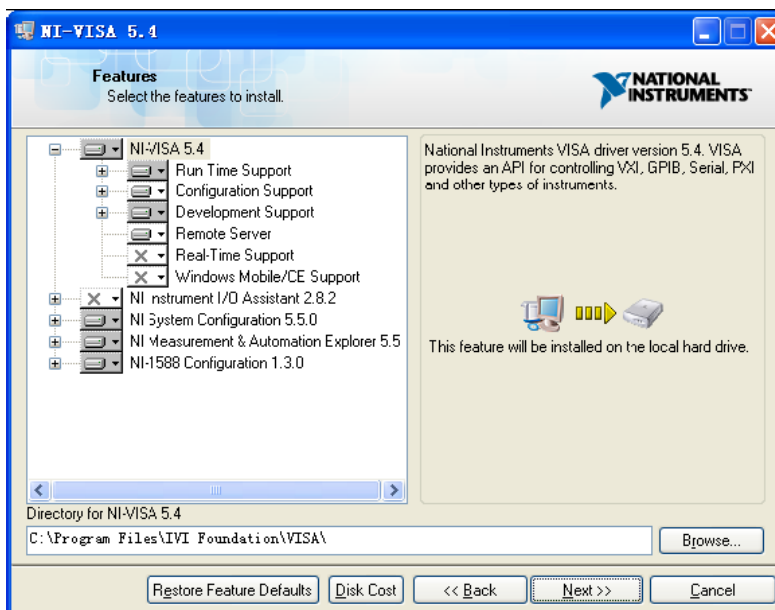 NI-VISA 5.4
Features
Select the features to install.
NATIONAL
INSTRUMENTS™
NI-VISA 5.4
Run Time Support
Configuration Support
Development Support
Remote Server
Real-Time Support
Windows Mobile/CE Support
NI Instrument I/O Assistant 2.8.2
NI System Configuration 5.5.0
NI Measurement & Automation Explorer 5.5
NI-1588 Configuration 1.3.0
National Instruments VISA driver version 5.4. VISA
provides an API for controlling VXI, GPIB, Serial, PXI
and other types of instruments.
This feature will be installed on the local hard drive.
Directory for NI-VISA 5.4
C:\Program Files\IVI Foundation\VISA\
Browse...
Restore Feature Defaults
Disk Cost
<< Back
Next >>
Cancel